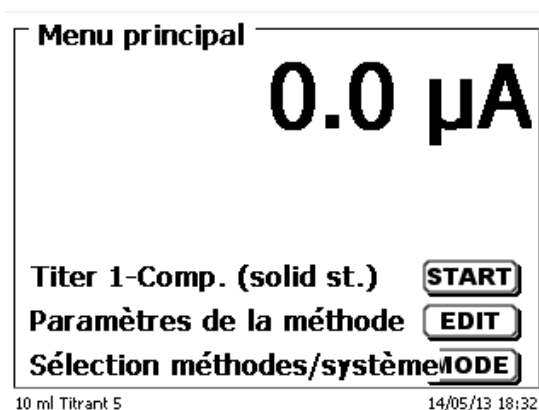 Menu principal
0.0 µA
Titer 1-Comp. (solid st.) START
Paramètres de la méthode EDIT
Sélection méthodes/système MODE
10 ml Titrant 5 14/05/13 18:32